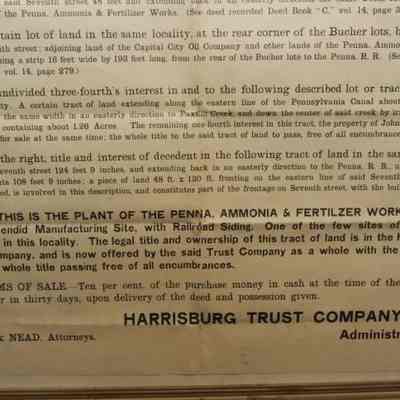 said Seventh street 48 feet and extending back in an easterly
of the Penna. Ammonia & Fertilizer Works. (See deed recorded Deed Book "C," vol. 14, page 2
tain lot of land in the same locality, at the rear corner of the Bucher lots, b
nth street: adjoining land of the Capital City Oil Company and other lands of the Penna. Ammo
ning a strip 16 feet wide from the rear of the Bucher lots to the Penna. R. R. (Se
vol. 14, page 279.)
undivided three-fourth's interest in and to the following described lot or trac
ty. A certain tract of land extending along the eastern line of the Pennsylvania Canal about
the same width in an easterly direction to Paxton Creek, and down the center of said creek by it
containing about 1.26 Acres The remaining one-fourth interest in this tract, the property of John
for sale at the same time; the whole title to the said tract of land to pass, free of all encumbrance
the right, title and interest of decedent in the following tract of land in the sam
eventh street 124 feet 9 inches, and extending back in an easterly direction to the Penna. R. R., a
ts 108 feet 9 inches; a piece of land 48 ft. x 130 ft. fronting on the eastern line of said Seventh
ed, is involved in this description, and constitutes part of the frontage on Seventh street, with the buil
THIS IS THE PLANT OF THE PENNA. AMMONIA & FERTILZER WORK
endid Manufacturing Site, with Railroad Siding. One of the few sites of
in this locality. The legal title and ownership of this tract of land is in the H
mpany, and is now offered by the said Trust Company as a whole with the
whole title passing free of all encumbrances.
MS OF SALE.—Ten per cent. of the purchase money in cash at the time of the
r in thirty days, upon delivery of the deed and possession given.
HARRISBURG TRUST COMPANY
& NEAD, Attorneys.
Administr